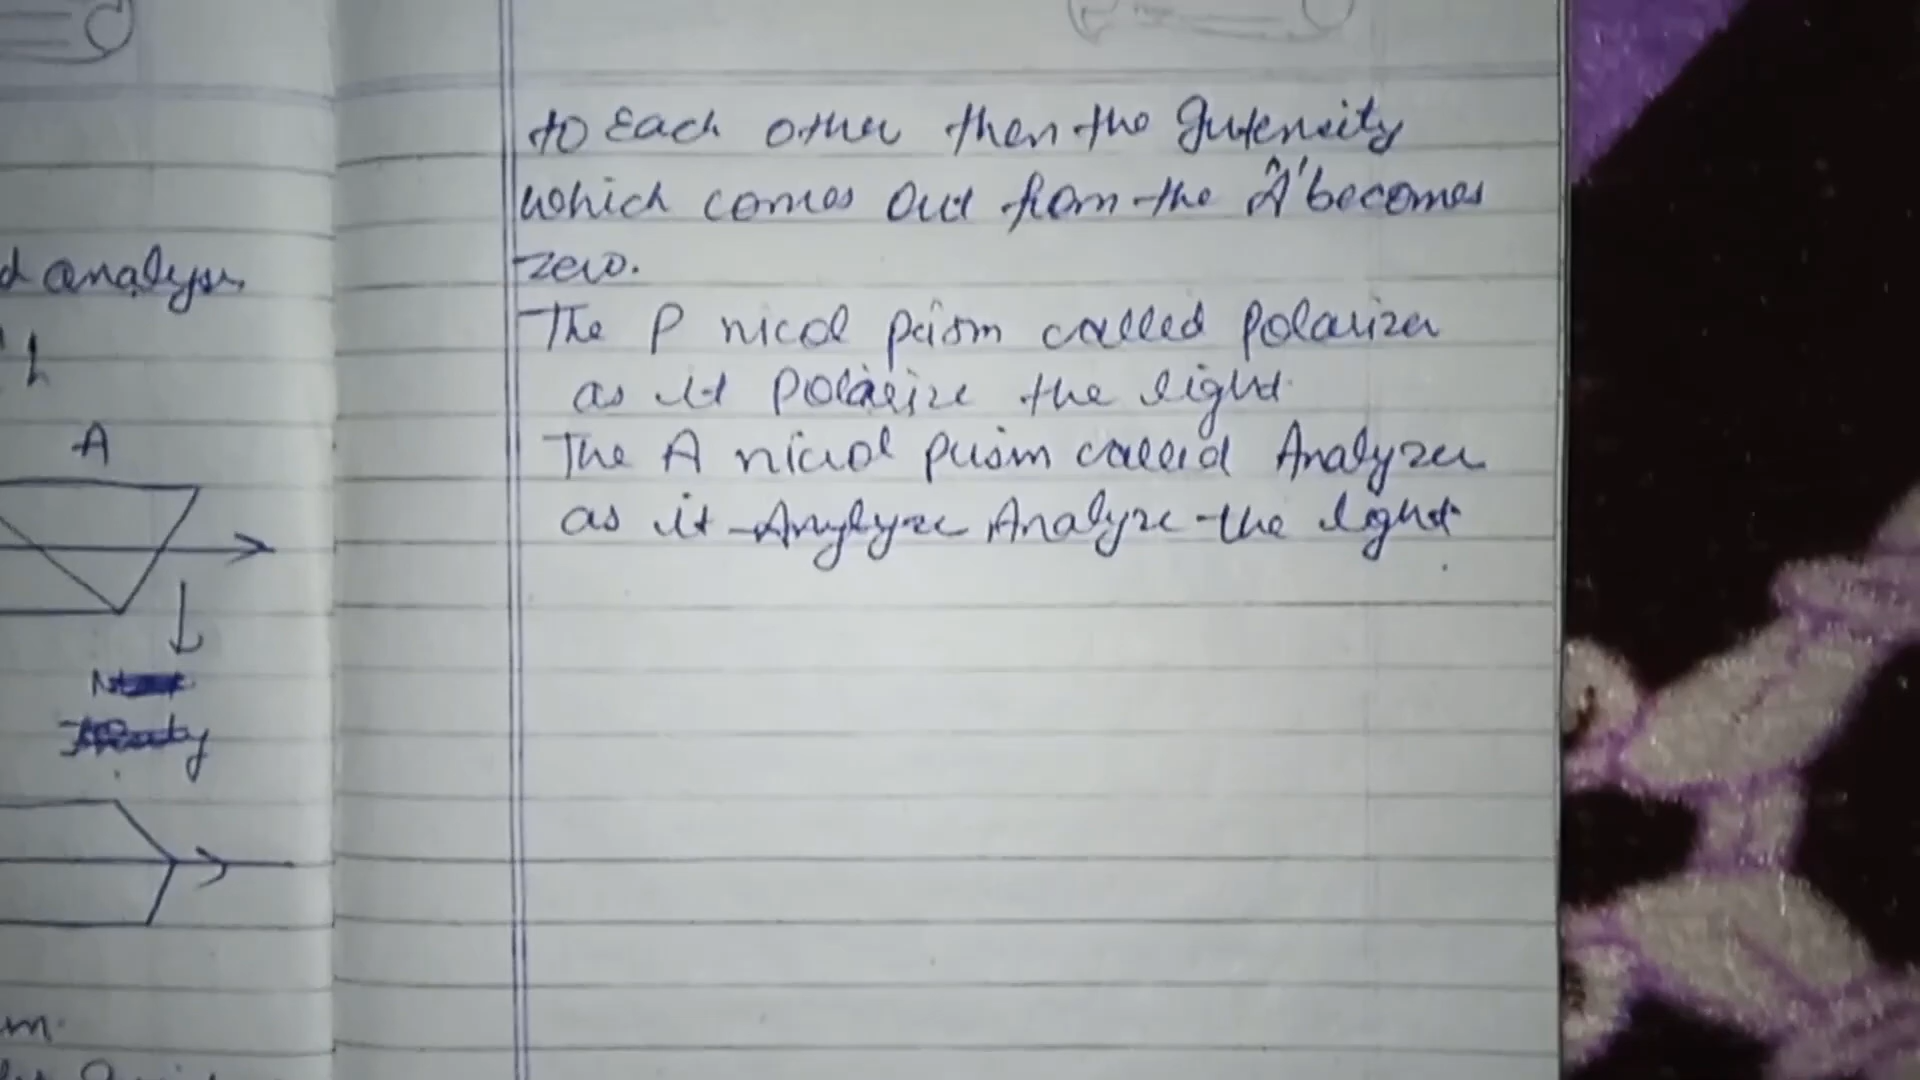 to Each other then the Intensity
which comes out from the 'A' becomes
zero.
The P nicol prism called Polarizer
as it Polarize the light.
The A nicol prism called Analyzer
as it Anylyze Analyze the light.
d analyser
A
m.